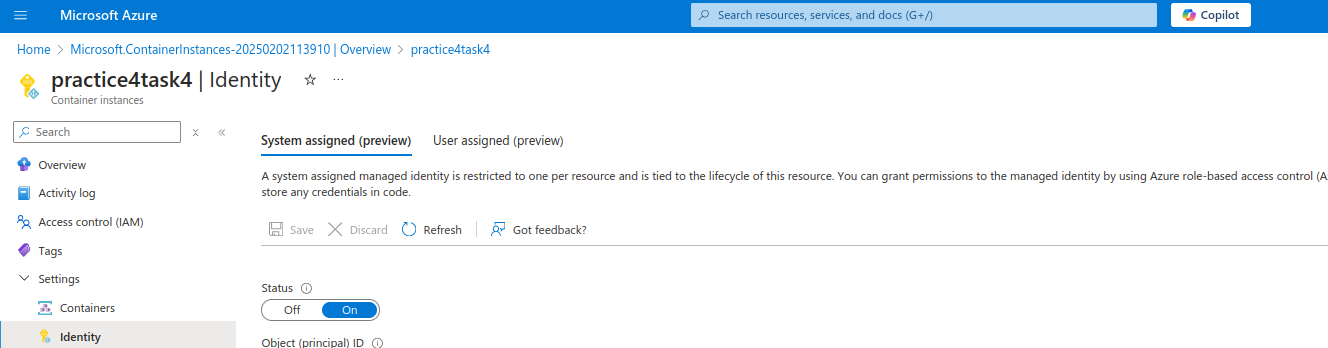 Microsoft Azure
Search resources, services, and docs (G+/)
Copilot
Home > Microsoft.ContainerInstances-20250202113910 | Overview > practice4task4
practice4task4 | Identity
Container instances
Search
System assigned (preview)
User assigned (preview)
Overview
Activity log
Access control (IAM)
Tags
Settings
Containers
Identity
A system assigned managed identity is restricted to one per resource and is tied to the lifecycle of this resource. You can grant permissions to the managed identity by using Azure role-based access control (A
store any credentials in code.
Save
Discard
Refresh
Got feedback?
Status
Off
On
Object (principal) ID